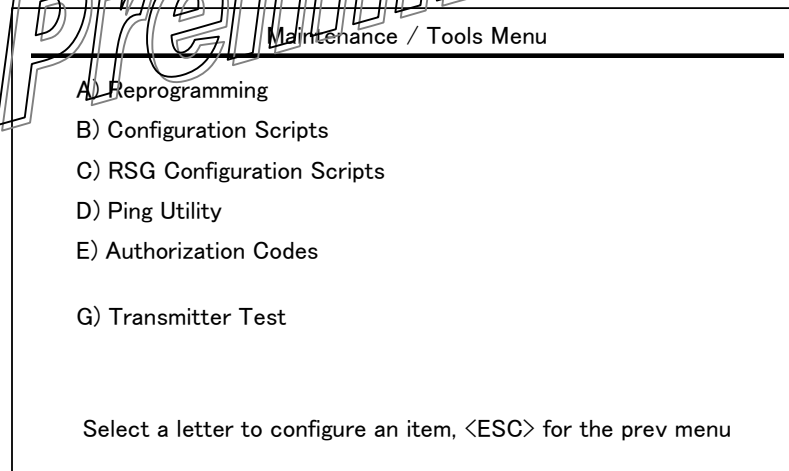 Maintenance / Tools Menu
A) Reprogramming
B) Configuration Scripts
C) RSG Configuration Scripts
D) Ping Utility
E) Authorization Codes
G) Transmitter Test
Select a letter to configure an item, <ESC> for the prev menu